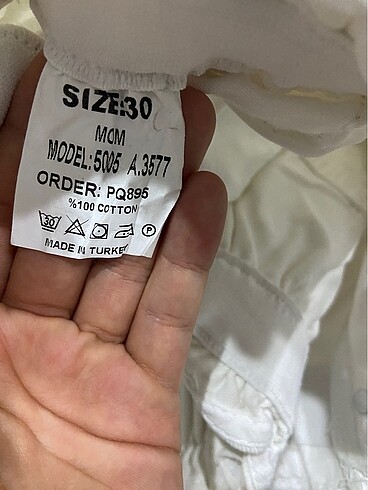 SIZE:30
MOM
MODEL:5005 A.3577
ORDER: PQ895
%100 COTTON
30 P
MADE IN TURKEY